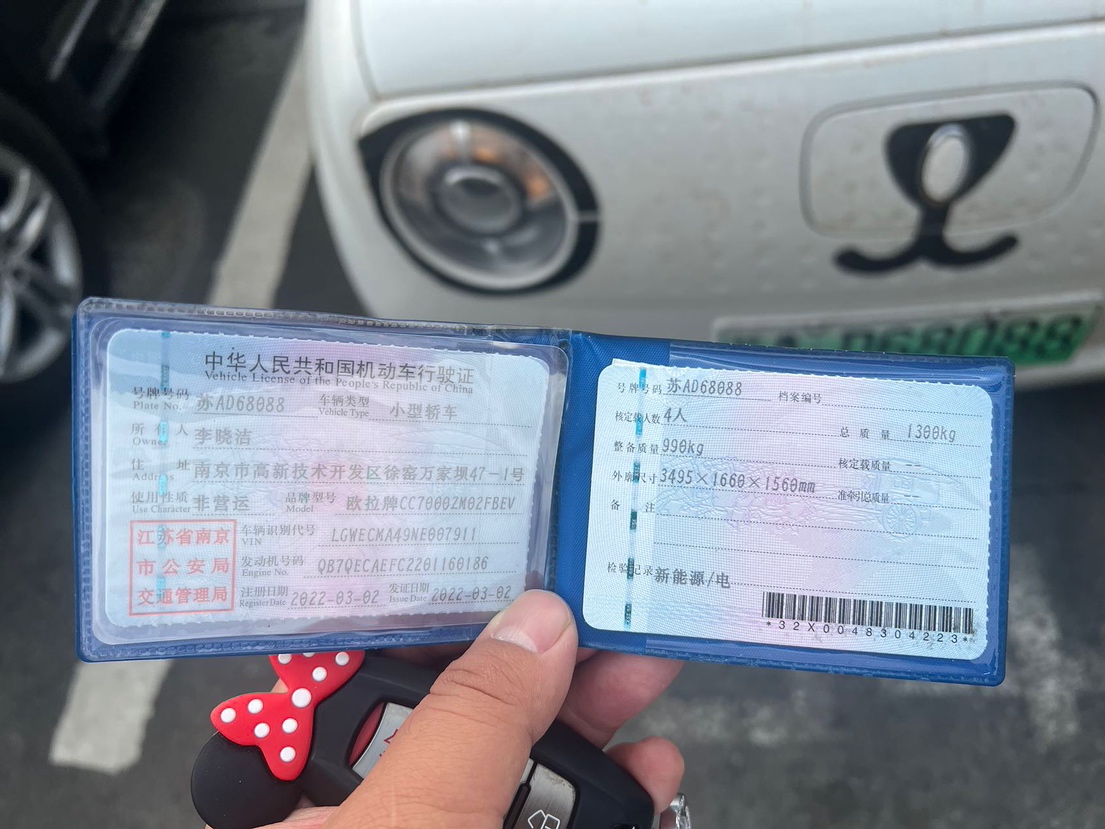 中华人民共和国机动车行驶证
Vehicle License of the People's Republic of China
号牌号码 Plate No. 苏AD68088 车辆类型 Vehicle Type 小型轿车
所有人 Owner 李晓洁
住址 Address 南京市高新技术开发区徐窑万家坝47-1号
使用性质 Use Character 非营运 品牌型号 Model 欧拉牌CC7000ZM02FBEV
江苏省南京
市公安局
交通管理局
车辆识别代号 VIN LGWECMA49NE007911
发动机号码 Engine No. QB7QECAEFC2201160186
注册日期 Register Date 2022-03-02 发证日期 Issue Date 2022-03-02
号牌号码 苏AD68088 档案编号
核定载人数 4人 总质量 1300kg
整备质量 990kg 核定载质量 --
外廓尺寸 3495×1660×1560mm 准牵引总质量 --
备注
检验记录 新能源/电
*32X0048304223*
D68088